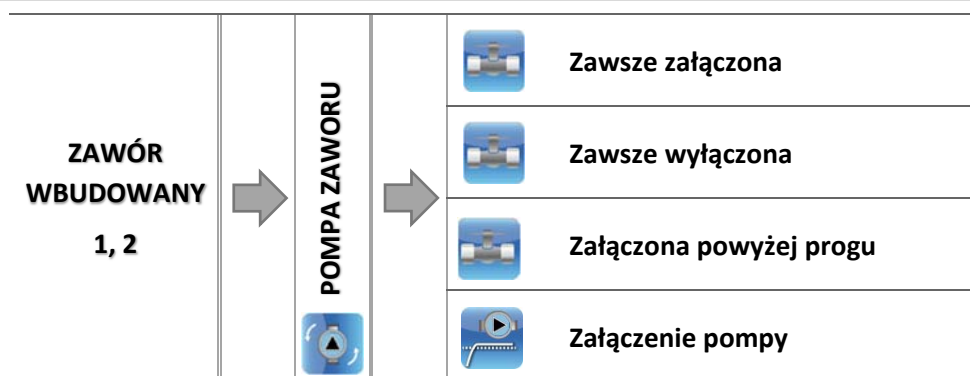 ZAWÓR
WBUDOWANY
1, 2
POMPA ZAWORU
Zawsze załączona
Zawsze wyłączona
Załączona powyżej progu
Załączenie pompy